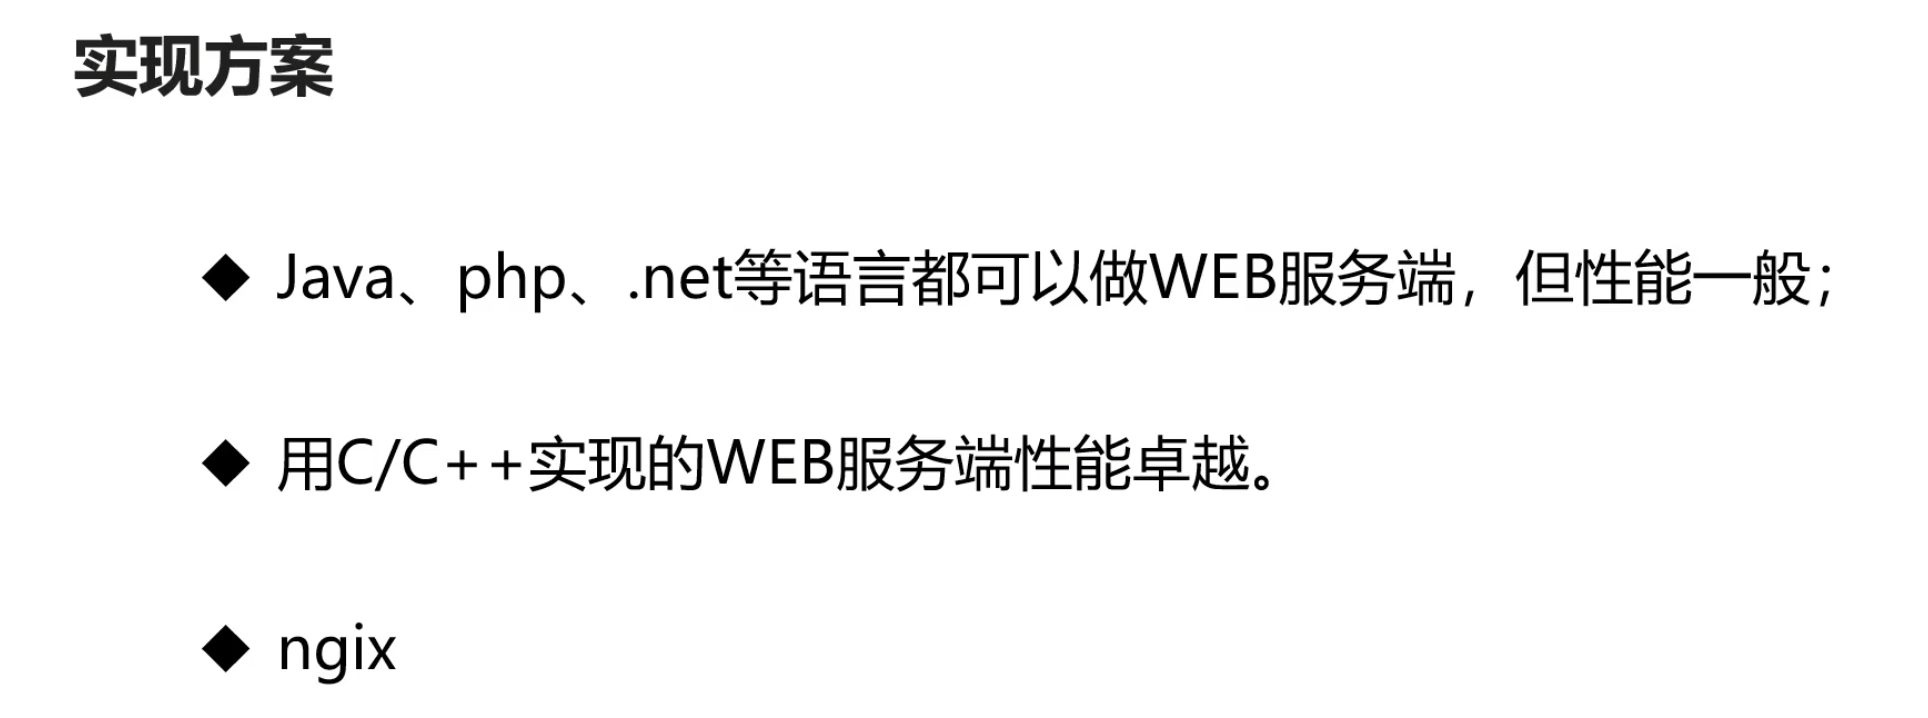 实现方案
◆ Java、php、.net等语言都可以做WEB服务端，但性能一般；
◆ 用C/C++实现的WEB服务端性能卓越。
◆ ngix